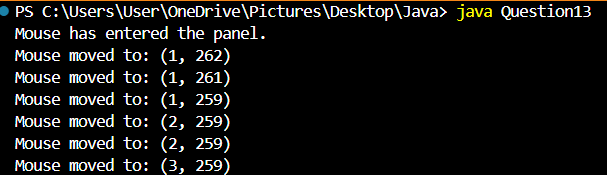 PS C:\Users\User\OneDrive\Pictures\Desktop\Java> java Question13
Mouse has entered the panel.
Mouse moved to: (1, 262)
Mouse moved to: (1, 261)
Mouse moved to: (1, 259)
Mouse moved to: (2, 259)
Mouse moved to: (2, 259)
Mouse moved to: (3, 259)